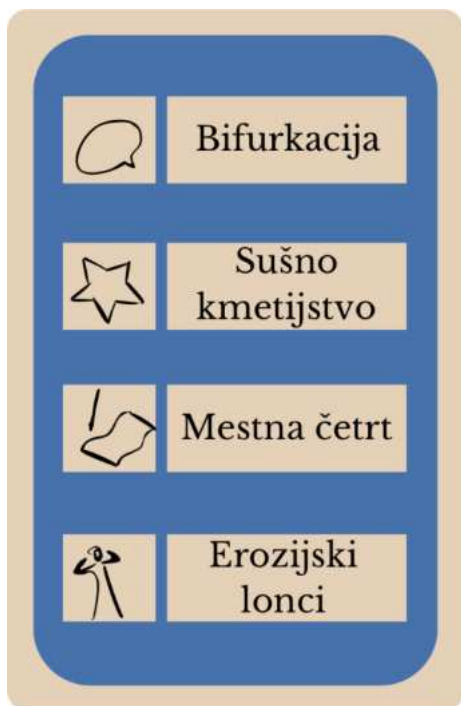 Bifurkacija
Sušno
kmetijstvo
Mestna četrt
Erozijski
lonci